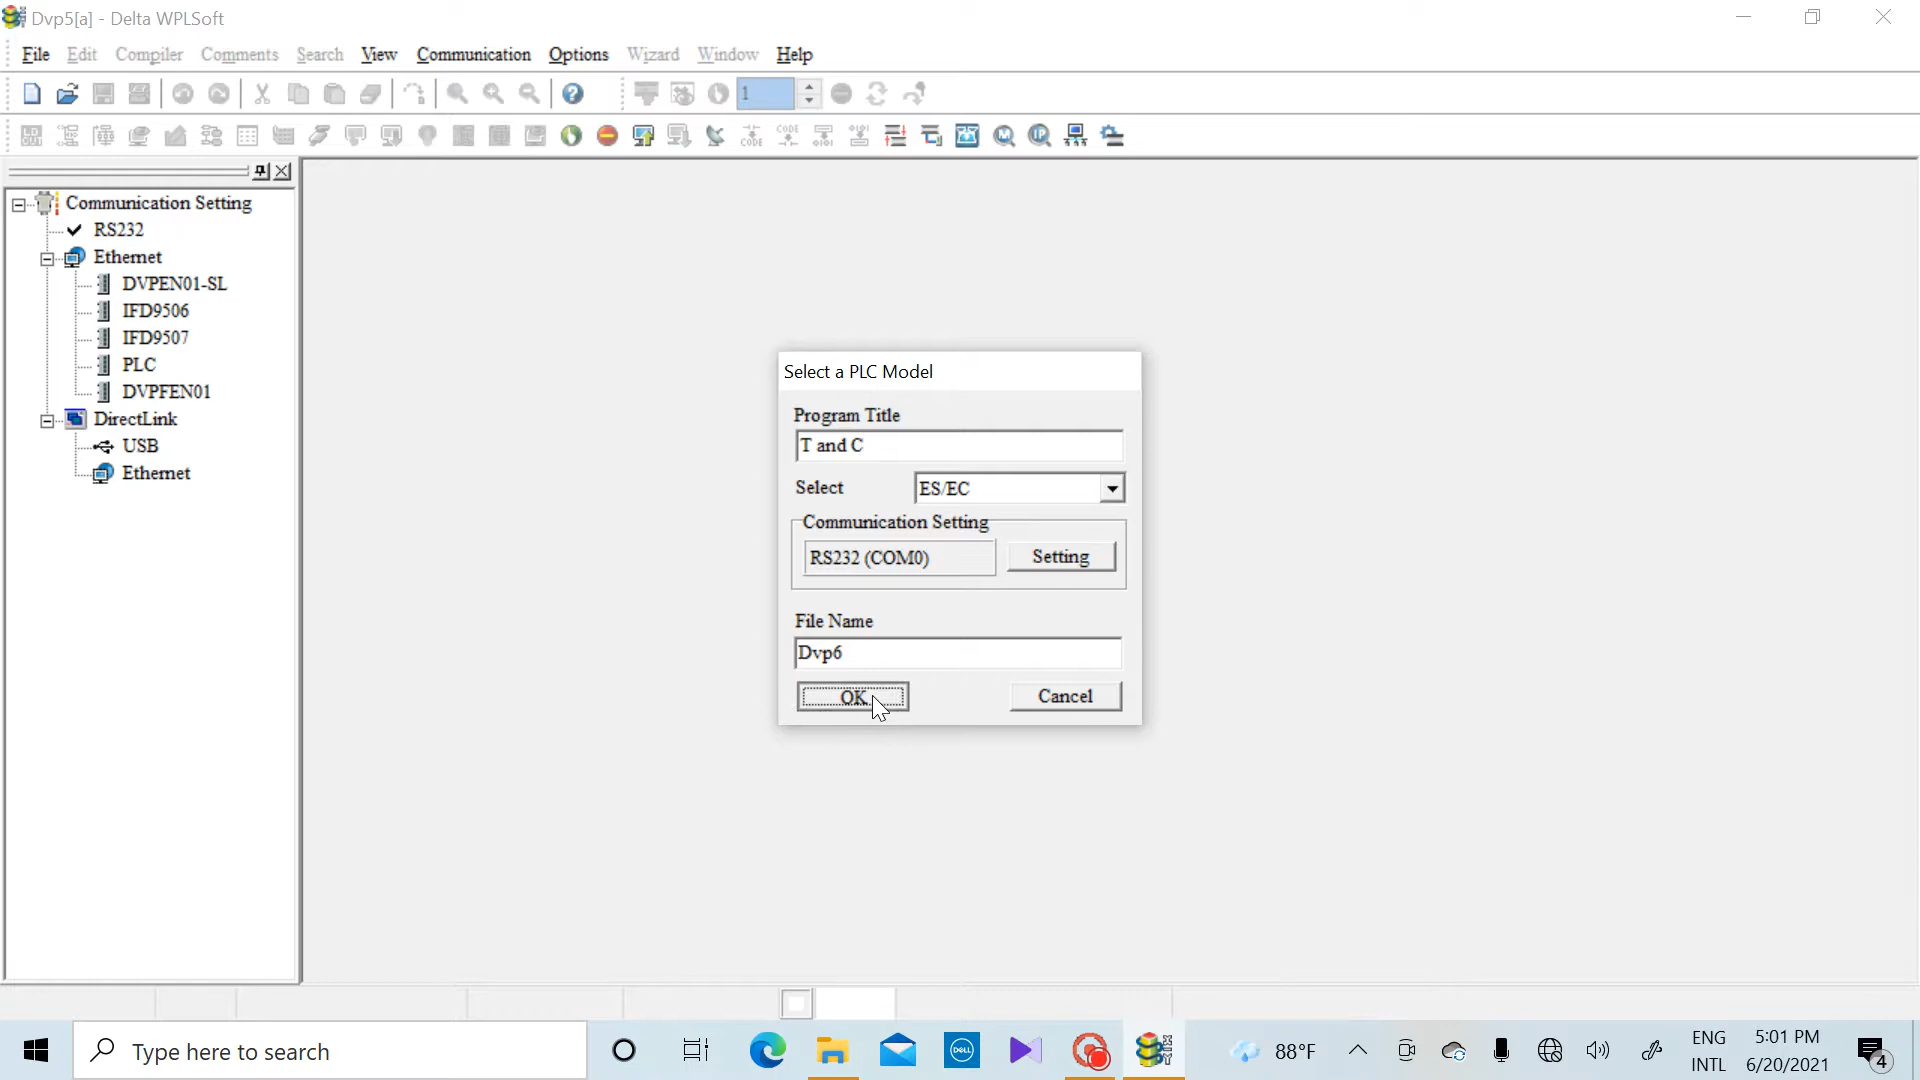 Dvp5[a] - Delta WPLSoft
File Edit Compiler Comments Search View Communication Options Wizard Window Help
1
Communication Setting
RS232
Ethernet
DVPEN01-SL
IFD9506
IFD9507
PLC
DVPFEN01
DirectLink
USB
Ethernet
Select a PLC Model
Program Title
T and C
Select ES/EC
Communication Setting
RS232 (COM0) Setting
File Name
Dvp6
OK Cancel
Type here to search
DELL
88°F
ENG
INTL
5:01 PM
6/20/2021
4